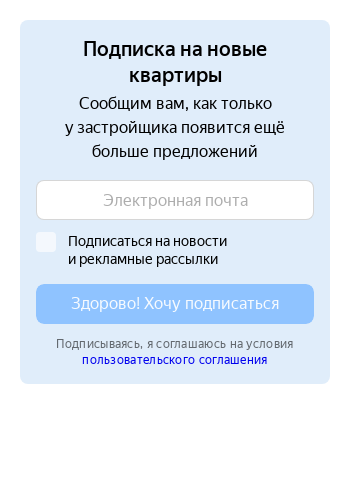 Подписка на новые
квартиры
Сообщим вам, как только
у застройщика появится ещё
больше предложений
Электронная почта
Подписаться на новости
и рекламные рассылки
Здорово! Хочу подписаться
Подписываясь, я соглашаюсь на условия
пользовательского соглашения